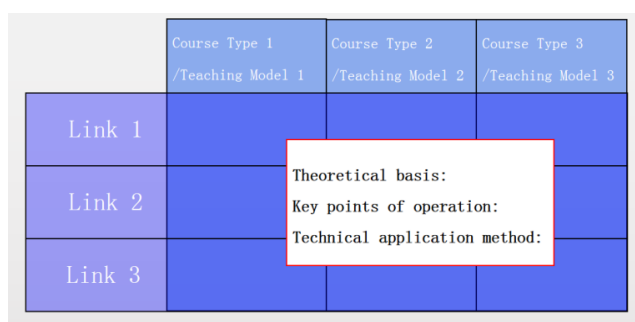 Course Type 1
/Teaching Model 1
Course Type 2
/Teaching Model 2
Course Type 3
/Teaching Model 3
Link 1
Link 2
Link 3
Theoretical basis:
Key points of operation:
Technical application method: